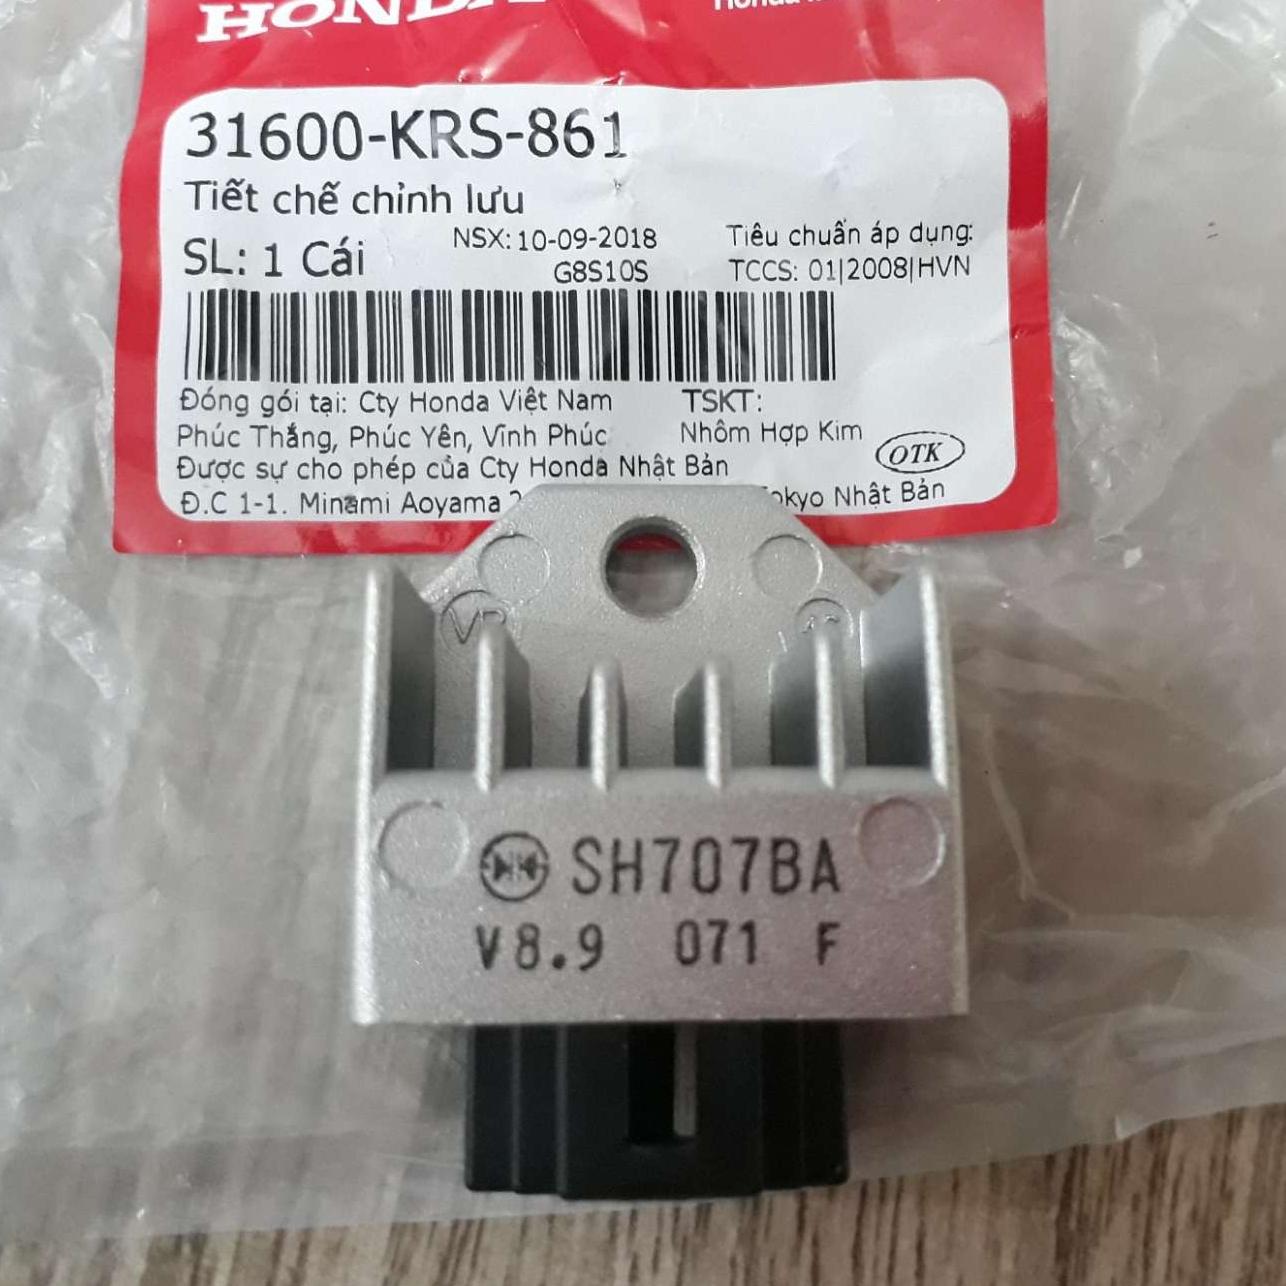 HONDA
31600-KRS-861
Tiết chế chỉnh lưu
SL: 1 Cái
NSX: 10-09-2018
G8S10S
Tiêu chuẩn áp dụng:
TCCS: 01|2008|HVN
Đóng gói tại: Cty Honda Việt Nam
TSKT:
Phúc Thắng, Phúc Yên, Vĩnh Phúc
Nhôm Hợp Kim
OTK
Được sự cho phép của Cty Honda Nhật Bản
Đ.C 1-1. Minami Aoyama Tokyo Nhật Bản
SH707BA
V8.9 071 F